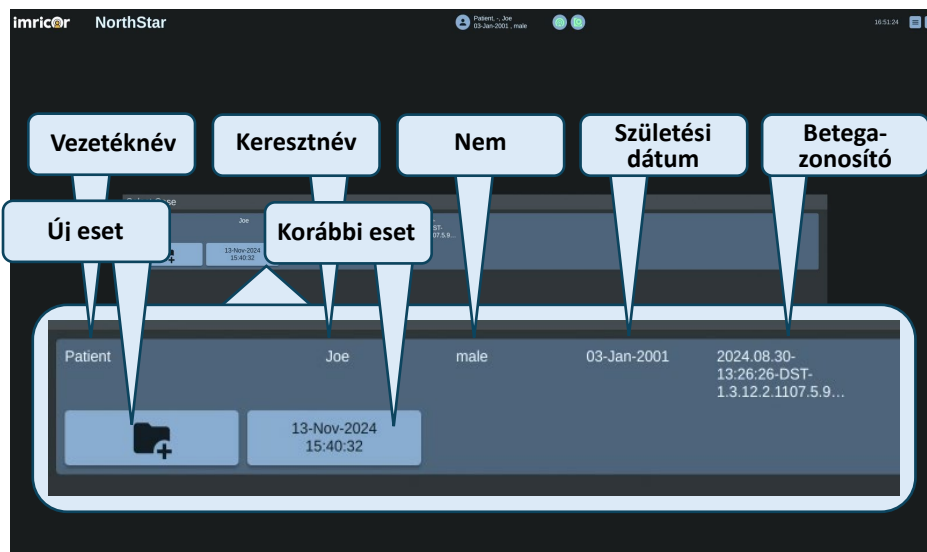 imricor NorthStar
Patient, -, Joe
03-Jan-2001 , male
16:51:24
Vezetéknév
Keresztnév
Nem
Születési
dátum
Betega-
zonosító
Új eset
Joe
Korábbi eset
13-Nov-2024
15:40:32
Patient
Joe
male
03-Jan-2001
2024.08.30-
13:26:26-DST-
1.3.12.2.1107.5.9…
13-Nov-2024
15:40:32